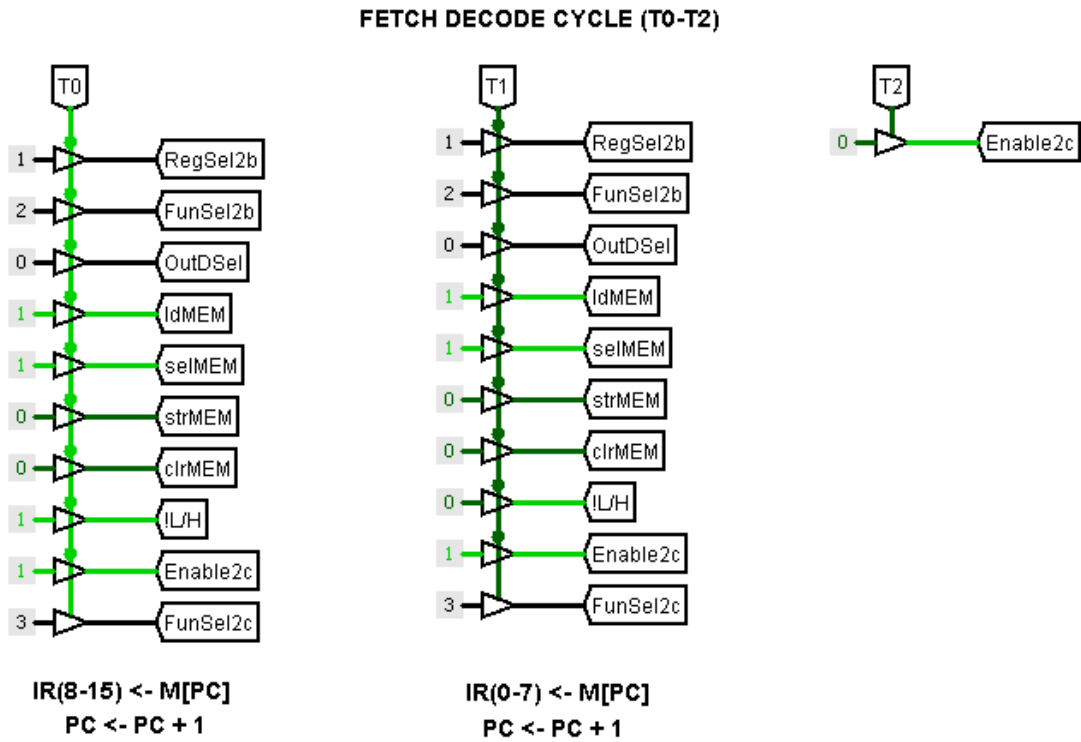 FETCH DECODE CYCLE (T0-T2)
T0
1 RegSel2b
2 FunSel2b
0 OutDSel
1 ldMEM
1 selMEM
0 strMEM
0 clrMEM
1 !L/H
1 Enable2c
3 FunSel2c
IR(8-15) <- M[PC]
PC <- PC + 1
T1
1 RegSel2b
2 FunSel2b
0 OutDSel
1 ldMEM
1 selMEM
0 strMEM
0 clrMEM
0 !L/H
1 Enable2c
3 FunSel2c
IR(0-7) <- M[PC]
PC <- PC + 1
T2
0 Enable2c